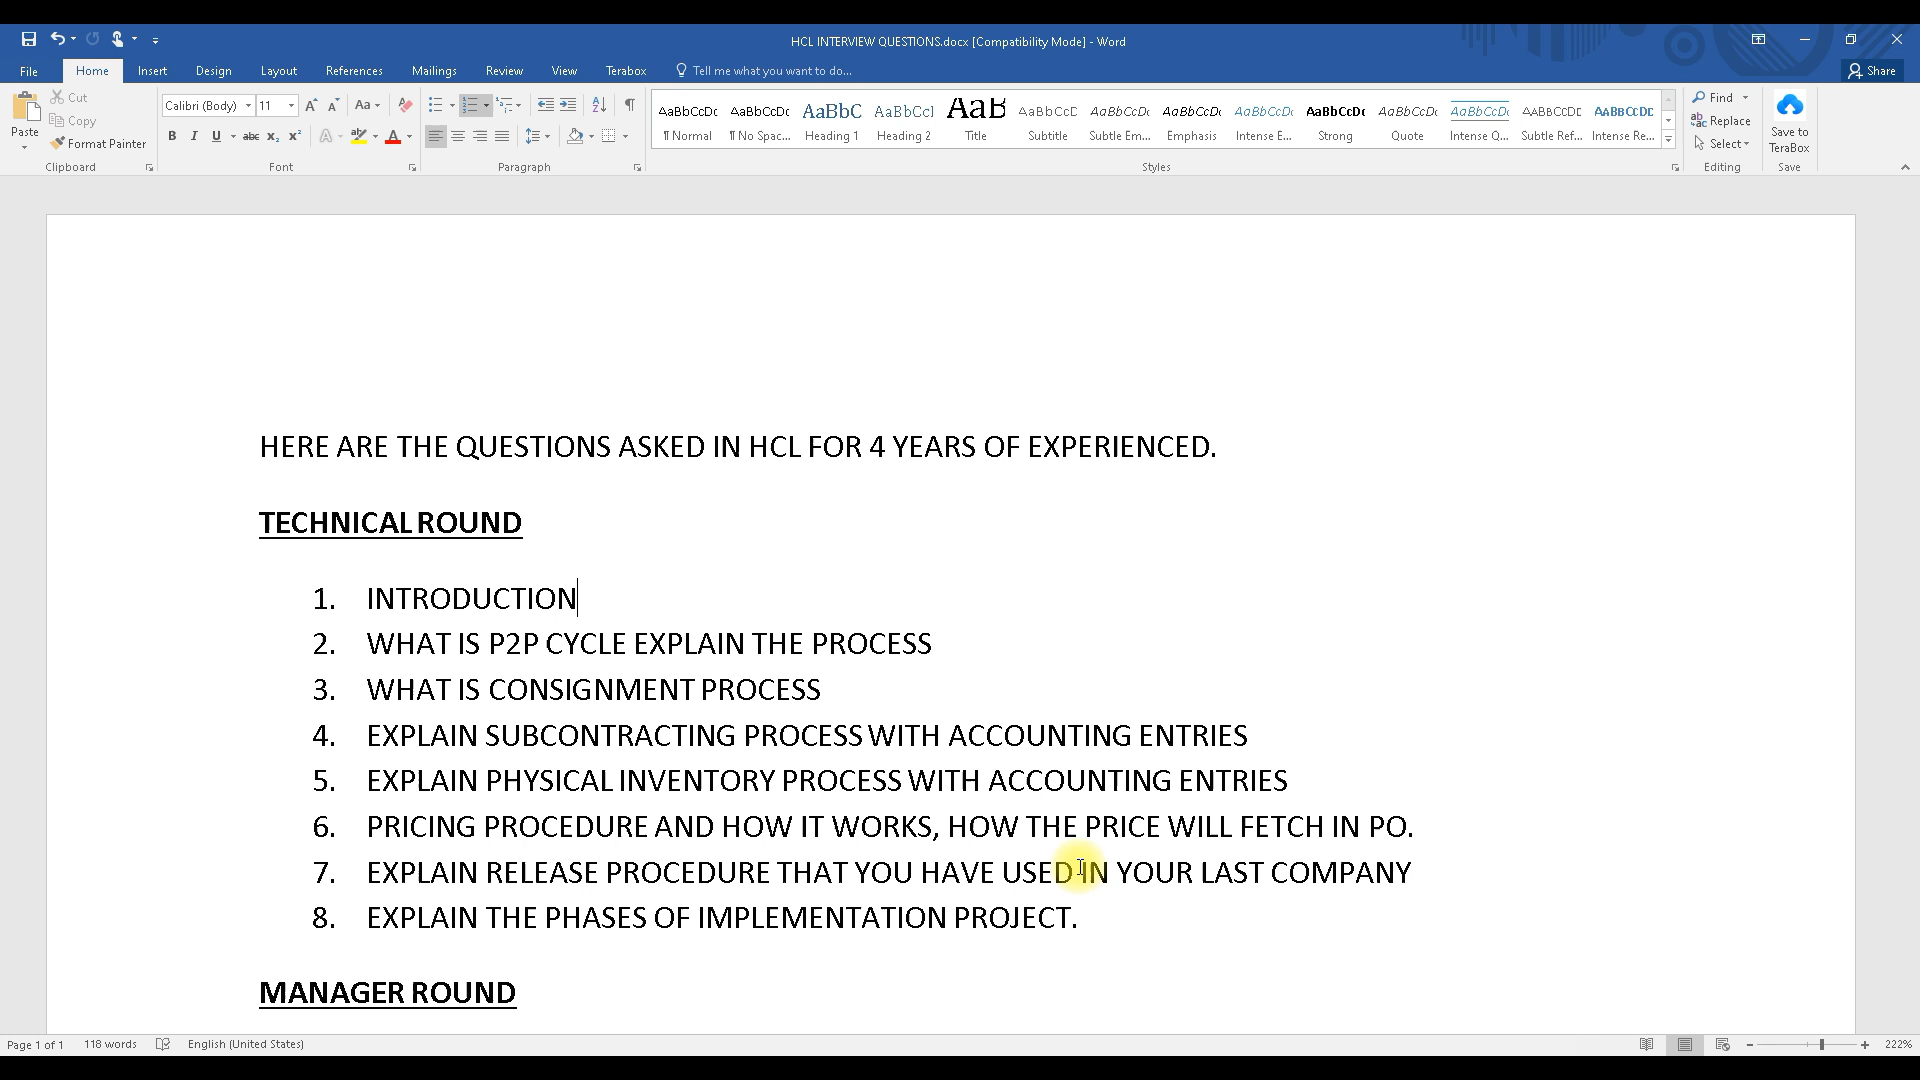 HCL INTERVIEW QUESTIONS.docx [Compatibility Mode] - Word
File Home Insert Design Layout References Mailings Review View Terabox Tell me what you want to do... Share
Paste
Cut
Copy
Format Painter
Clipboard
Calibri (Body) 11
Font
Paragraph
AaBbCcDc AaBbCcDc AaBbC AaBbCcI AaB AaBbCcD AaBbCcDc AaBbCcDc AaBbCcDc AaBbCcDc AaBbCcDc AaBbCcDc AABBCCDE AABBCCDE
¶ Normal ¶ No Spac... Heading 1 Heading 2 Title Subtitle Subtle Em... Emphasis Intense E... Strong Quote Intense Q... Subtle Ref... Intense Re...
Styles
Find
Replace
Select
Editing
Save to
TeraBox
Save
HERE ARE THE QUESTIONS ASKED IN HCL FOR 4 YEARS OF EXPERIENCED.
TECHNICAL ROUND
1. INTRODUCTION
2. WHAT IS P2P CYCLE EXPLAIN THE PROCESS
3. WHAT IS CONSIGNMENT PROCESS
4. EXPLAIN SUBCONTRACTING PROCESS WITH ACCOUNTING ENTRIES
5. EXPLAIN PHYSICAL INVENTORY PROCESS WITH ACCOUNTING ENTRIES
6. PRICING PROCEDURE AND HOW IT WORKS, HOW THE PRICE WILL FETCH IN PO.
7. EXPLAIN RELEASE PROCEDURE THAT YOU HAVE USED IN YOUR LAST COMPANY
8. EXPLAIN THE PHASES OF IMPLEMENTATION PROJECT.
MANAGER ROUND
Page 1 of 1 118 words English (United States) 222%